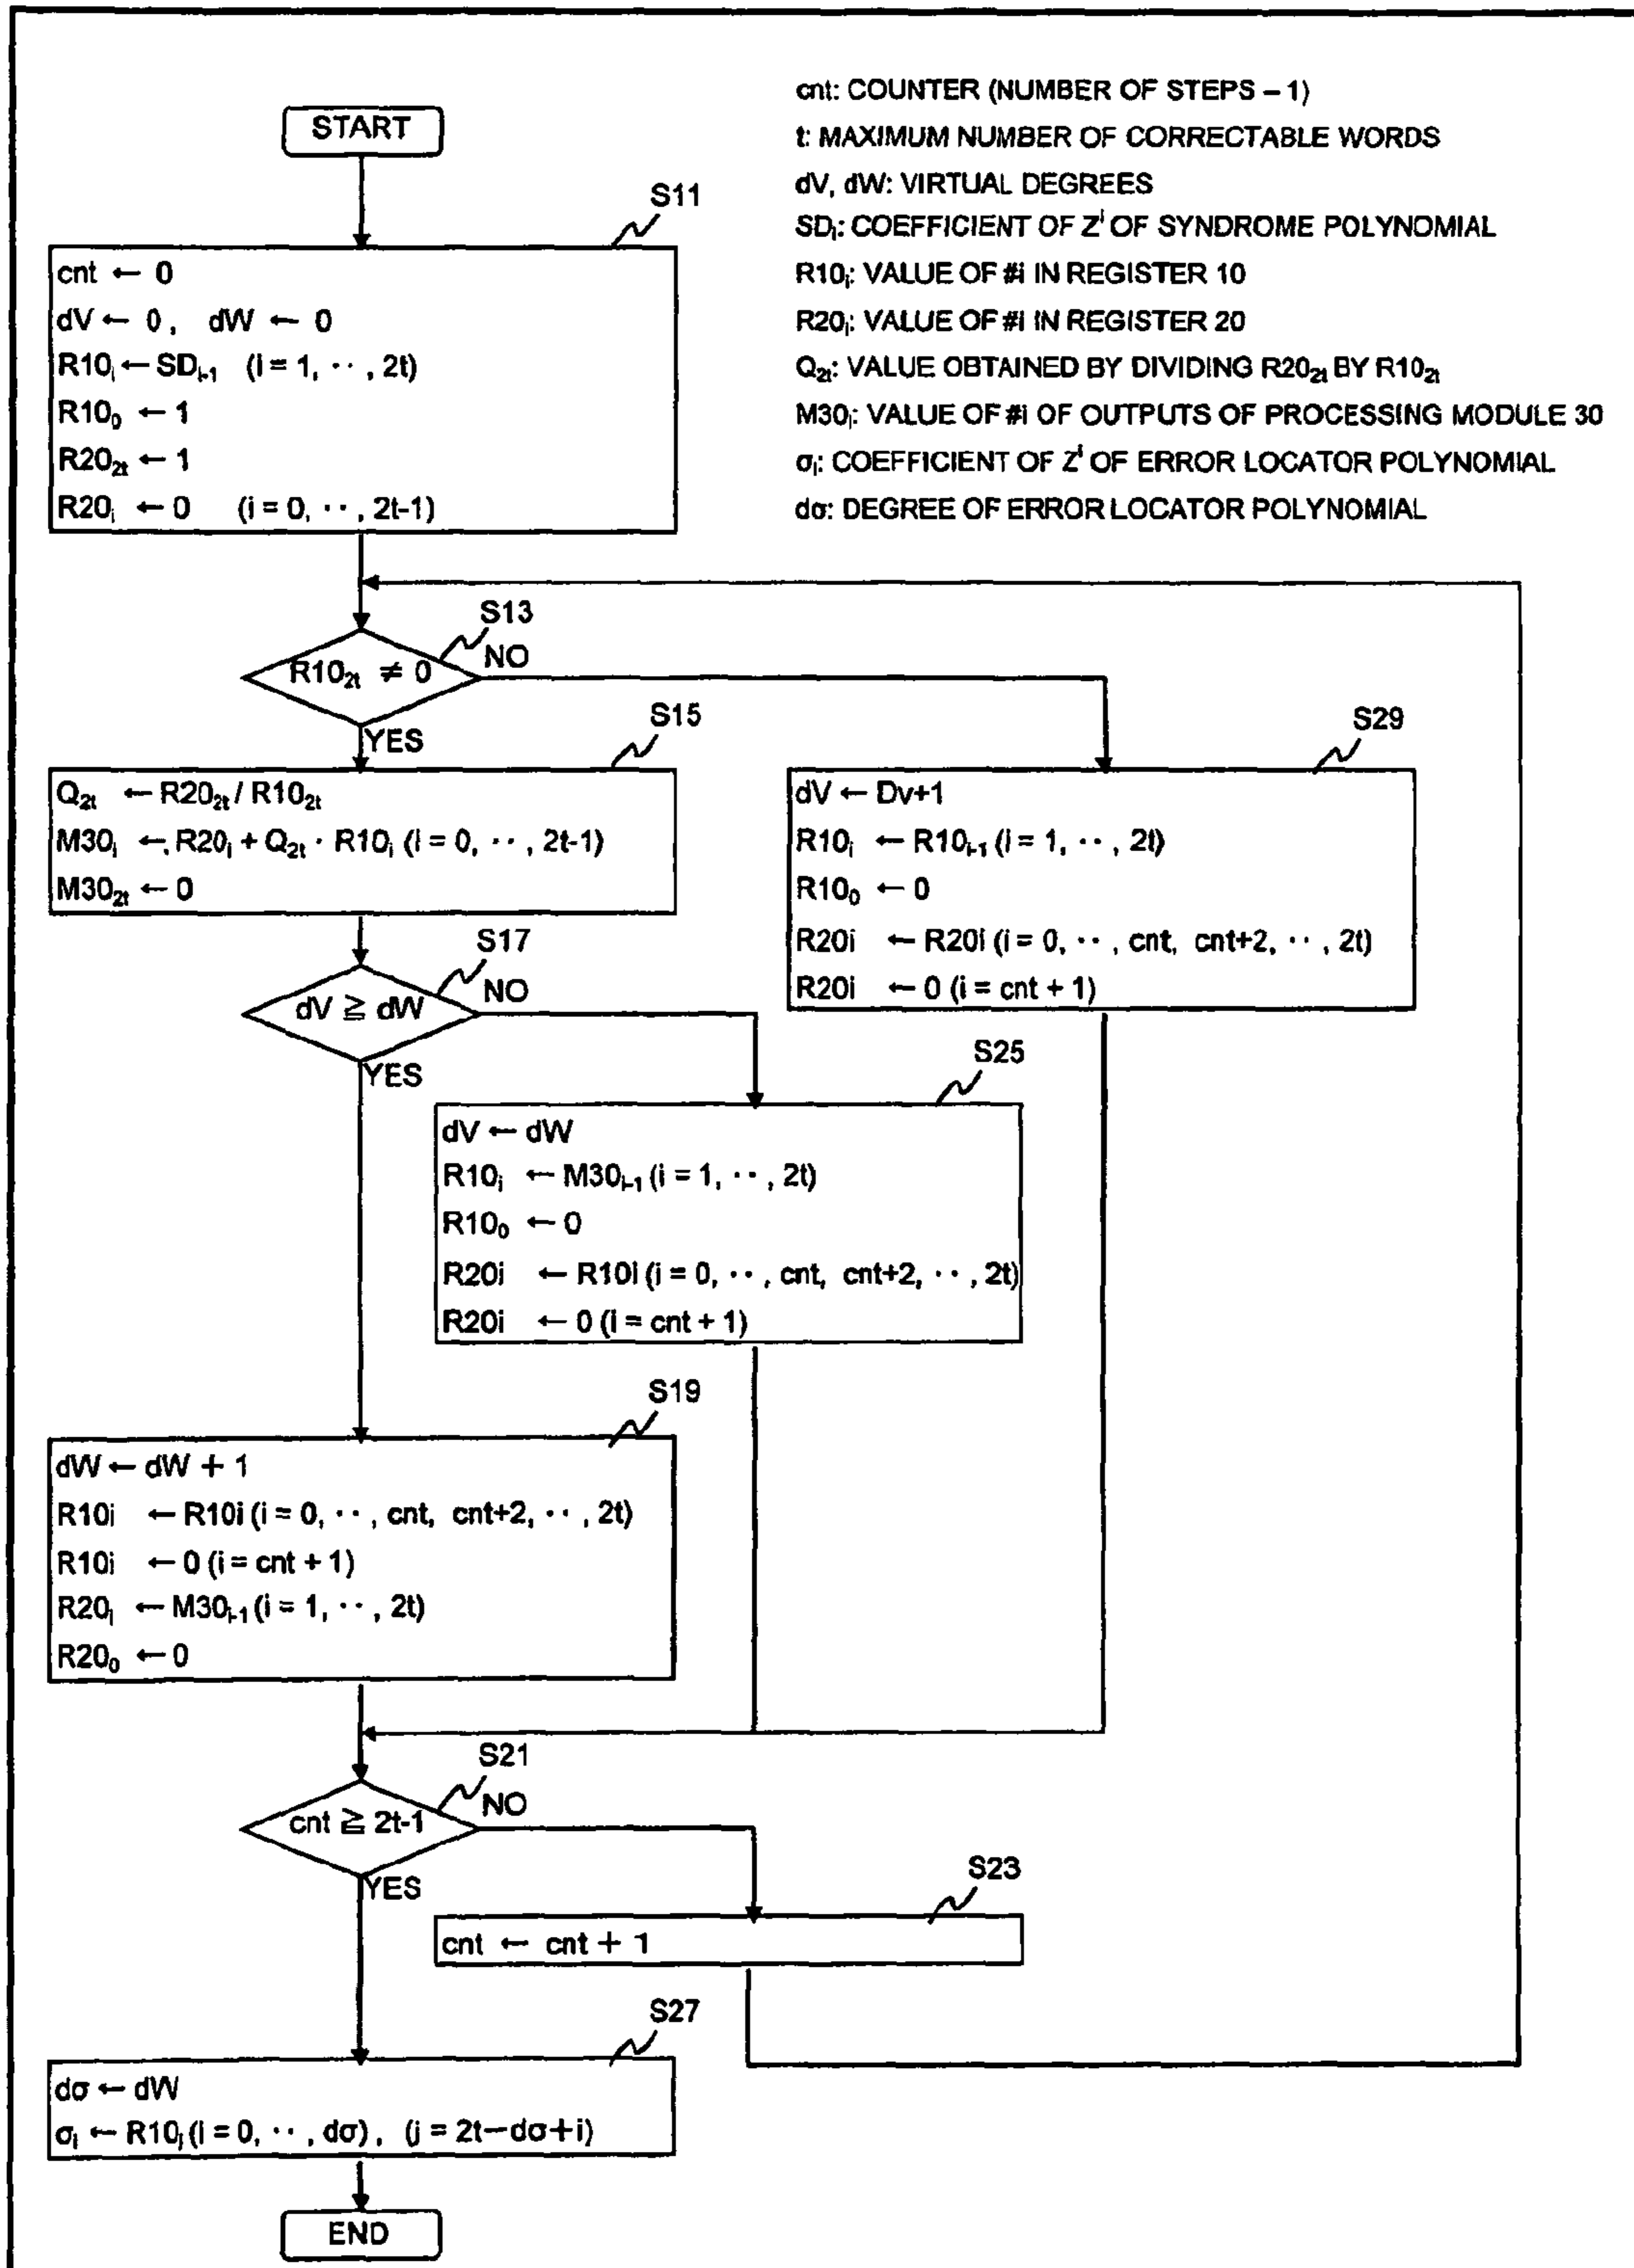 cnt: COUNTER (NUMBER OF STEPS – 1)
t: MAXIMUM NUMBER OF CORRECTABLE WORDS
dV, dW: VIRTUAL DEGREES
SDᵢ: COEFFICIENT OF Zⁱ OF SYNDROME POLYNOMIAL
R10ᵢ: VALUE OF #i IN REGISTER 10
R20ᵢ: VALUE OF #i IN REGISTER 20
Q₂ₜ: VALUE OBTAINED BY DIVIDING R20₂ₜ BY R10₂ₜ
M30ᵢ: VALUE OF #i OF OUTPUTS OF PROCESSING MODULE 30
σᵢ: COEFFICIENT OF Zⁱ OF ERROR LOCATOR POLYNOMIAL
dσ: DEGREE OF ERROR LOCATOR POLYNOMIAL
START
S11
cnt ← 0
dV ← 0, dW ← 0
R10ᵢ ← SDᵢ₋₁ (i = 1, ‥, 2t)
R10₀ ← 1
R20₂ₜ ← 1
R20ᵢ ← 0 (i = 0, ‥, 2t-1)
S13
R10₂ₜ ≠ 0
NO
YES
S15
Q₂ₜ ← R20₂ₜ / R10₂ₜ
M30ᵢ ← R20ᵢ + Q₂ₜ · R10ᵢ (i = 0, ‥, 2t-1)
M30₂ₜ ← 0
S29
dV ← Dv+1
R10ᵢ ← R10ᵢ₋₁ (i = 1, ‥, 2t)
R10₀ ← 0
R20i ← R20i (i = 0, ‥, cnt, cnt+2, ‥, 2t)
R20i ← 0 (i = cnt + 1)
S17
dV ≧ dW
NO
YES
S25
dV ← dW
R10ᵢ ← M30ᵢ₋₁ (i = 1, ‥, 2t)
R10₀ ← 0
R20i ← R10i (i = 0, ‥, cnt, cnt+2, ‥, 2t)
R20i ← 0 (i = cnt + 1)
S19
dW ← dW + 1
R10i ← R10i (i = 0, ‥, cnt, cnt+2, ‥, 2t)
R10i ← 0 (i = cnt + 1)
R20ᵢ ← M30ᵢ₋₁ (i = 1, ‥, 2t)
R20₀ ← 0
S21
cnt ≧ 2t-1
NO
YES
S23
cnt ← cnt + 1
S27
dσ ← dW
σᵢ ← R10ⱼ (i = 0, ‥, dσ), (j = 2t−dσ+i)
END